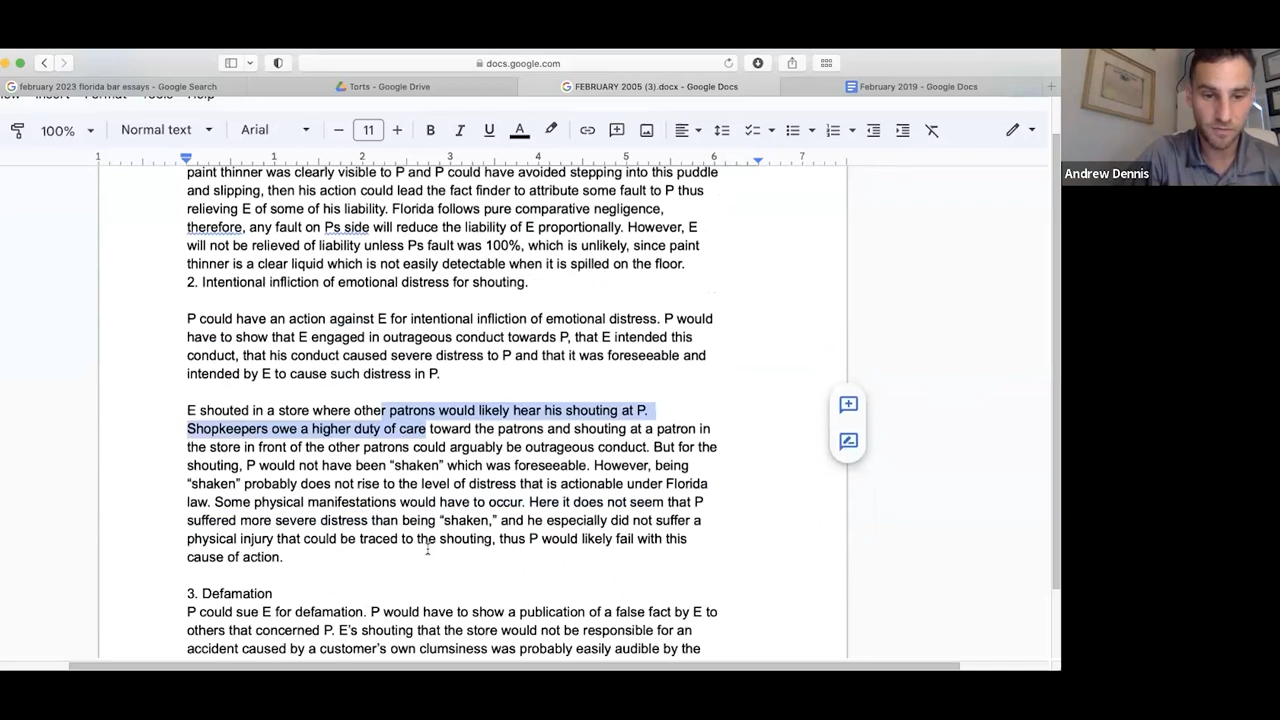 docs.google.com
february 2023 florida bar essays - Google Search
Torts - Google Drive
FEBRUARY 2005 (3).docx - Google Docs
February 2019 - Google Docs
100%
Normal text
Arial
11
1
1
2
3
4
5
6
7
paint thinner was clearly visible to P and P could have avoided stepping into this puddle
and slipping, then his action could lead the fact finder to attribute some fault to P thus
relieving E of some of his liability. Florida follows pure comparative negligence,
therefore, any fault on Ps side will reduce the liability of E proportionally. However, E
will not be relieved of liability unless Ps fault was 100%, which is unlikely, since paint
thinner is a clear liquid which is not easily detectable when it is spilled on the floor.
2. Intentional infliction of emotional distress for shouting.
P could have an action against E for intentional infliction of emotional distress. P would
have to show that E engaged in outrageous conduct towards P, that E intended this
conduct, that his conduct caused severe distress to P and that it was foreseeable and
intended by E to cause such distress in P.
E shouted in a store where other patrons would likely hear his shouting at P.
Shopkeepers owe a higher duty of care toward the patrons and shouting at a patron in
the store in front of the other patrons could arguably be outrageous conduct. But for the
shouting, P would not have been “shaken” which was foreseeable. However, being
“shaken” probably does not rise to the level of distress that is actionable under Florida
law. Some physical manifestations would have to occur. Here it does not seem that P
suffered more severe distress than being “shaken,” and he especially did not suffer a
physical injury that could be traced to the shouting, thus P would likely fail with this
cause of action.
3. Defamation
P could sue E for defamation. P would have to show a publication of a false fact by E to
others that concerned P. E’s shouting that the store would not be responsible for an
accident caused by a customer’s own clumsiness was probably easily audible by the
Andrew Dennis